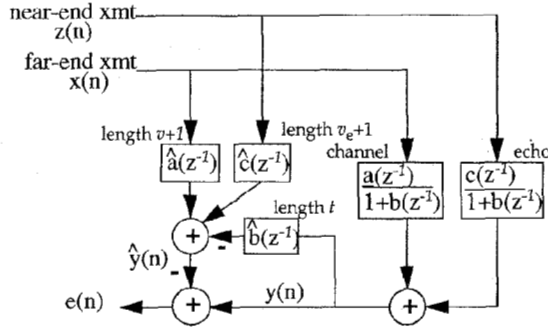 near-end xmt
z(n)
far-end xmt
x(n)
length v+1
length vₑ+1
channel
echo
â(z⁻¹)
ĉ(z⁻¹)
a(z⁻¹)
1+b(z⁻¹)
c(z⁻¹)
1+b(z⁻¹)
length t
b̂(z⁻¹)
+
-
ŷ(n)
-
e(n)
+
y(n)
+